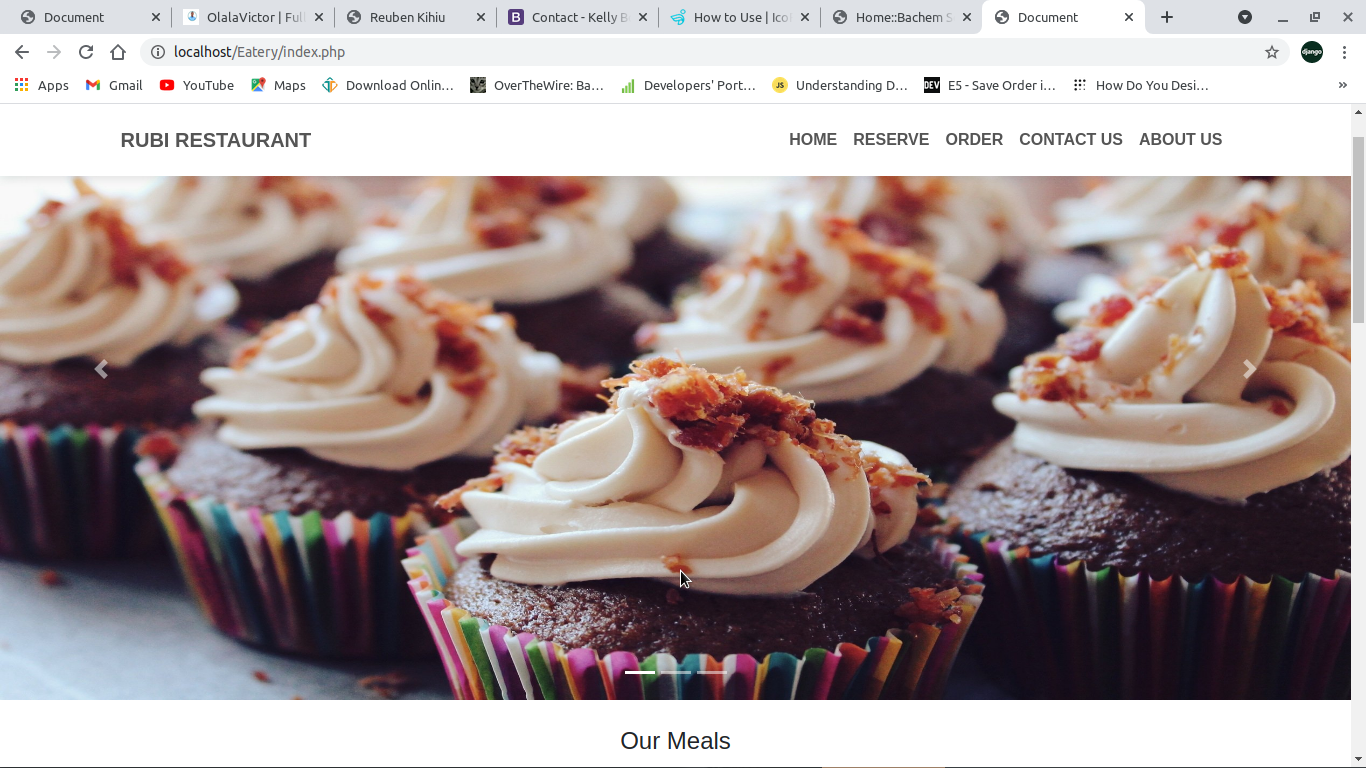 Document OlalaVictor | Full Reuben Kihiu Contact - Kelly B How to Use | Ico Home::Bachem S Document
localhost/Eatery/index.php django
Apps Gmail YouTube Maps Download Onlin... OverTheWire: Ba... Developers' Port... JS Understanding D... DEV E5 - Save Order i... How Do You Desi... »
RUBI RESTAURANT HOME RESERVE ORDER CONTACT US ABOUT US
Our Meals